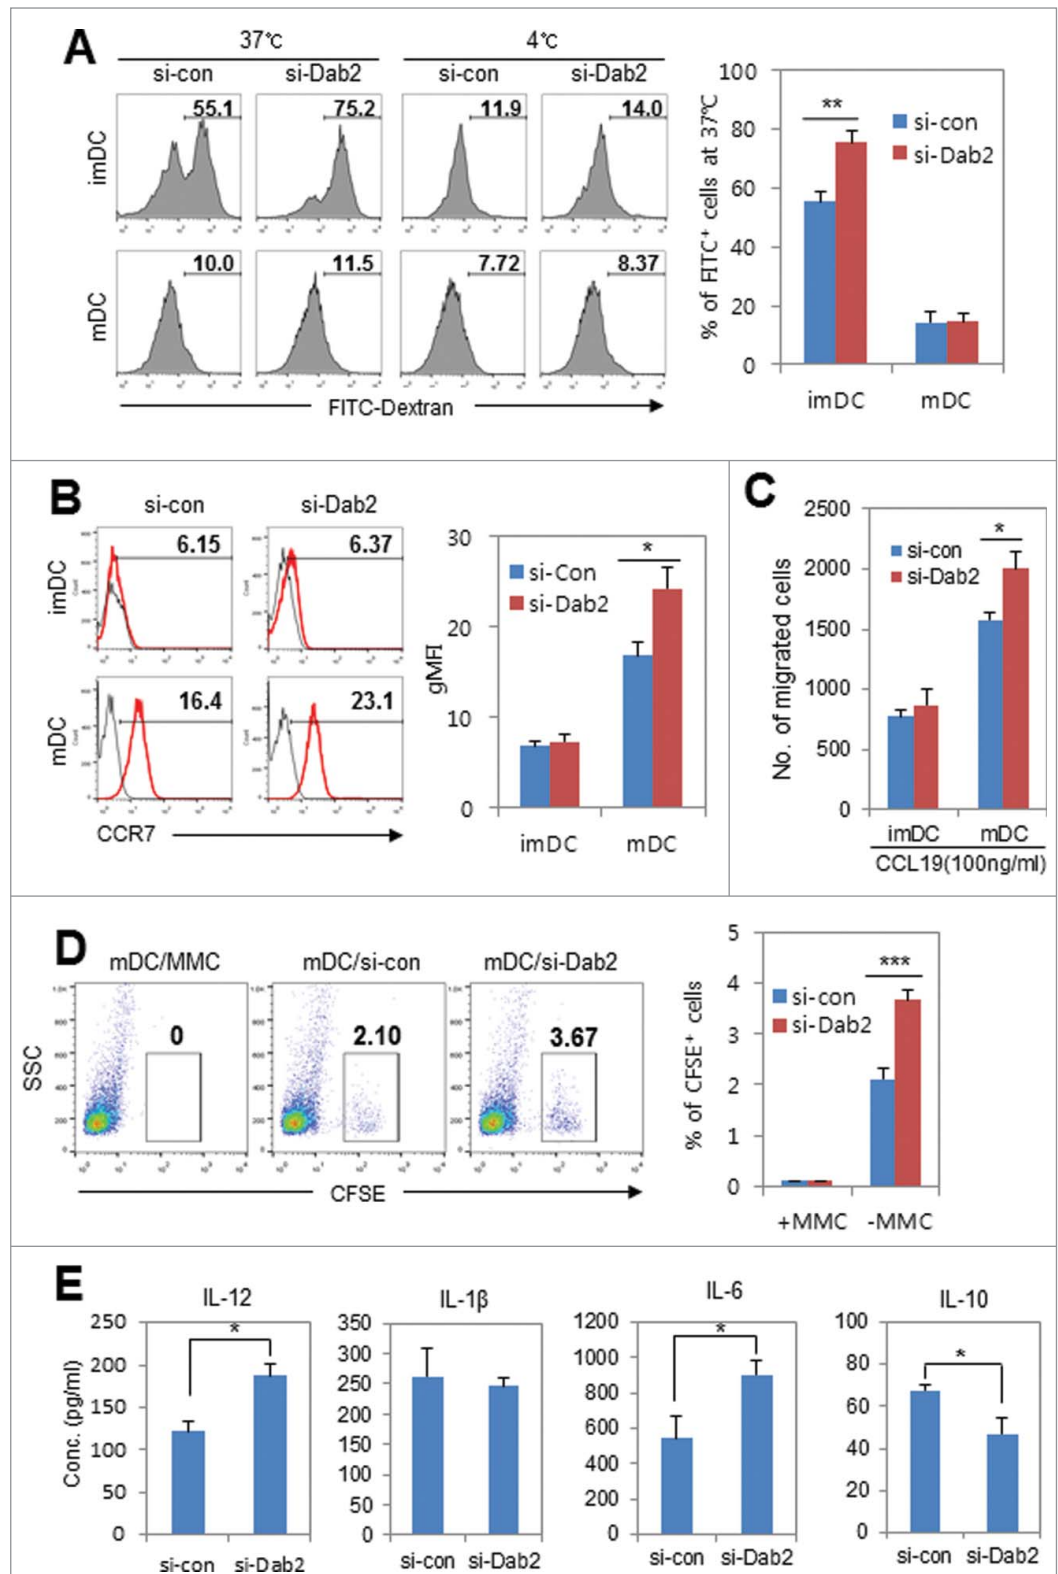 A
37℃
4℃
si-con
si-Dab2
si-con
si-Dab2
imDC
55.1
75.2
11.9
14.0
mDC
10.0
11.5
7.72
8.37
FITC-Dextran
% of FITC⁺ cells at 37℃
100
80
60
40
20
0
**
si-con
si-Dab2
imDC
mDC
B
si-con
si-Dab2
imDC
6.15
6.37
mDC
16.4
23.1
CCR7
gMFI
30
20
10
0
*
si-Con
si-Dab2
imDC
mDC
C
No. of migrated cells
2500
2000
1500
1000
500
0
*
si-con
si-Dab2
imDC
mDC
CCL19(100ng/ml)
D
mDC/MMC
mDC/si-con
mDC/si-Dab2
SSC
0
2.10
3.67
CFSE
% of CFSE⁺ cells
5
4
3
2
1
0
***
si-con
si-Dab2
+MMC
-MMC
E
Conc. (pg/ml)
IL-12
250
200
150
100
50
0
*
si-con
si-Dab2
IL-1β
350
300
250
200
150
100
50
0
si-con
si-Dab2
IL-6
1200
1000
800
600
400
200
0
*
si-con
si-Dab2
IL-10
100
80
60
40
20
0
*
si-con
si-Dab2